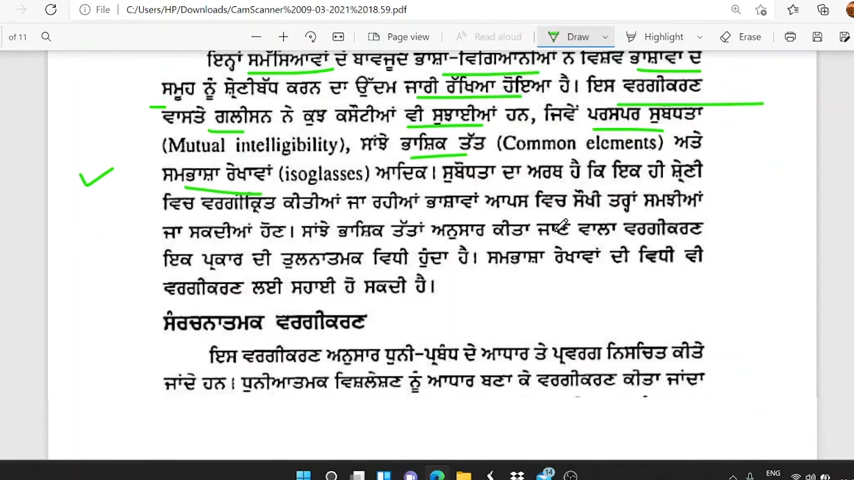 File
C:/Users/HP/Downloads/CamScanner%2009-03-2021%2018.59.pdf
of 11
Page view
Read aloud
Draw
Highlight
Erase
ਇਨ੍ਹਾਂ ਸਮੱਸਿਆਵਾਂ ਦੇ ਬਾਵਜੂਦ ਭਾਸ਼ਾ-ਵਿਗਿਆਨੀਆਂ ਨੇ ਵਿਸ਼ਵ ਭਾਸ਼ਾਵਾਂ ਦੇ
ਸਮੂਹ ਨੂੰ ਸ਼੍ਰੇਣੀਬੱਧ ਕਰਨ ਦਾ ਉੱਦਮ ਜਾਰੀ ਰੱਖਿਆ ਹੋਇਆ ਹੈ। ਇਸ ਵਰਗੀਕਰਣ
ਵਾਸਤੇ ਗਲੀਸਨ ਨੇ ਕੁਝ ਕਸੌਟੀਆਂ ਵੀ ਸੁਝਾਈਆਂ ਹਨ, ਜਿਵੇਂ ਪਰਸਪਰ ਸੁਬੋਧਤਾ
(Mutual intelligibility), ਸਾਂਝੇ ਭਾਸ਼ਿਕ ਤੱਤ (Common elements) ਅਤੇ
ਸਮਭਾਸ਼ਾ ਰੇਖਾਵਾਂ (isoglasses) ਆਦਿਕ। ਸੁਬੋਧਤਾ ਦਾ ਅਰਥ ਹੈ ਕਿ ਇਕ ਹੀ ਸ਼੍ਰੇਣੀ
ਵਿਚ ਵਰਗੀਕ੍ਰਿਤ ਕੀਤੀਆਂ ਜਾ ਰਹੀਆਂ ਭਾਸ਼ਾਵਾਂ ਆਪਸ ਵਿਚ ਸੌਖੀ ਤਰ੍ਹਾਂ ਸਮਝੀਆਂ
ਜਾ ਸਕਦੀਆਂ ਹੋਣ। ਸਾਂਝੇ ਭਾਸ਼ਿਕ ਤੱਤਾਂ ਅਨੁਸਾਰ ਕੀਤਾ ਜਾਣ ਵਾਲਾ ਵਰਗੀਕਰਣ
ਇਕ ਪ੍ਰਕਾਰ ਦੀ ਤੁਲਨਾਤਮਕ ਵਿਧੀ ਹੁੰਦਾ ਹੈ। ਸਮਭਾਸ਼ਾ ਰੇਖਾਵਾਂ ਦੀ ਵਿਧੀ ਵੀ
ਵਰਗੀਕਰਣ ਲਈ ਸਹਾਈ ਹੋ ਸਕਦੀ ਹੈ।
ਸੰਰਚਨਾਤਮਕ ਵਰਗੀਕਰਣ
ਇਸ ਵਰਗੀਕਰਣ ਅਨੁਸਾਰ ਧੁਨੀ-ਪ੍ਰਬੰਧ ਦੇ ਆਧਾਰ ਤੇ ਪ੍ਰਵਰਗ ਨਿਸਚਿਤ ਕੀਤੇ
ਜਾਂਦੇ ਹਨ। ਧੁਨੀਆਤਮਕ ਵਿਸ਼ਲੇਸ਼ਣ ਨੂੰ ਆਧਾਰ ਬਣਾ ਕੇ ਵਰਗੀਕਰਣ ਕੀਤਾ ਜਾਂਦਾ
14
ENG